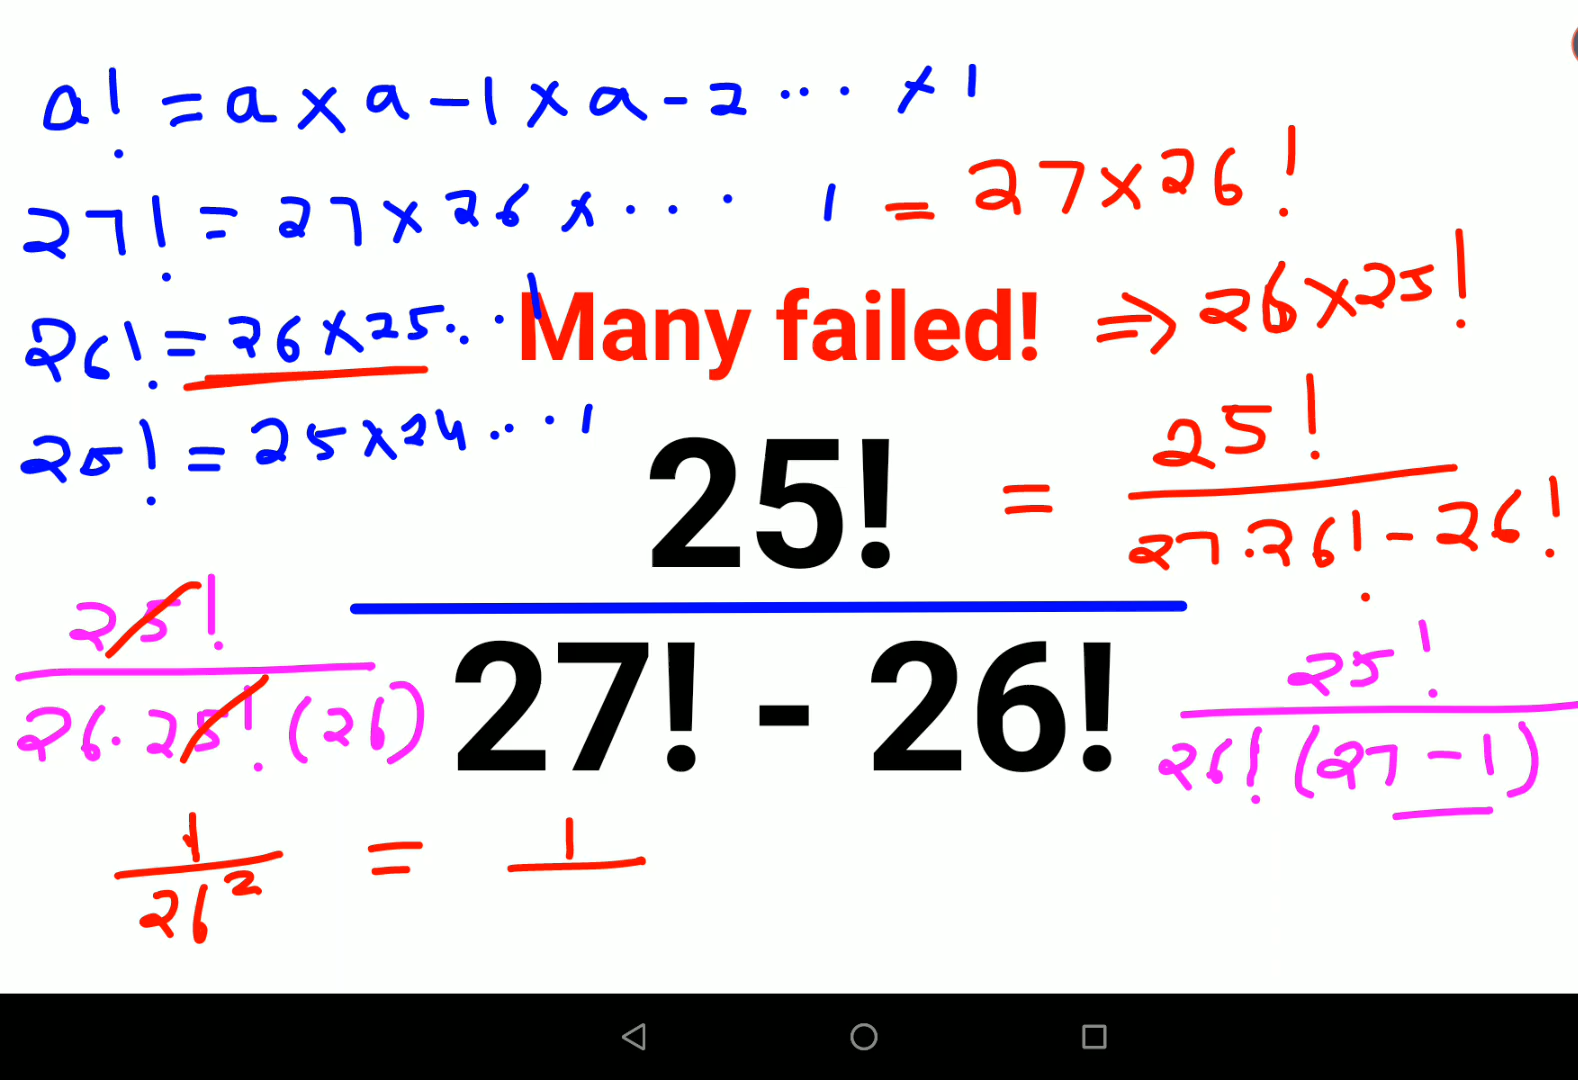 a! = a x a - 1 x a - 2 ... x 1
27! = 27 x 26 x ... 1 = 27 x 26!
26! = 26 x 25 .. . 1
Many failed!
⇒ 26 x 25!
25! = 25 x 24 ... . 1
25!
27! - 26!
= 25!
27 . 26! - 26!
25!
26! (27 - 1)
25!
26 . 25! (26)
1
26²
= 1